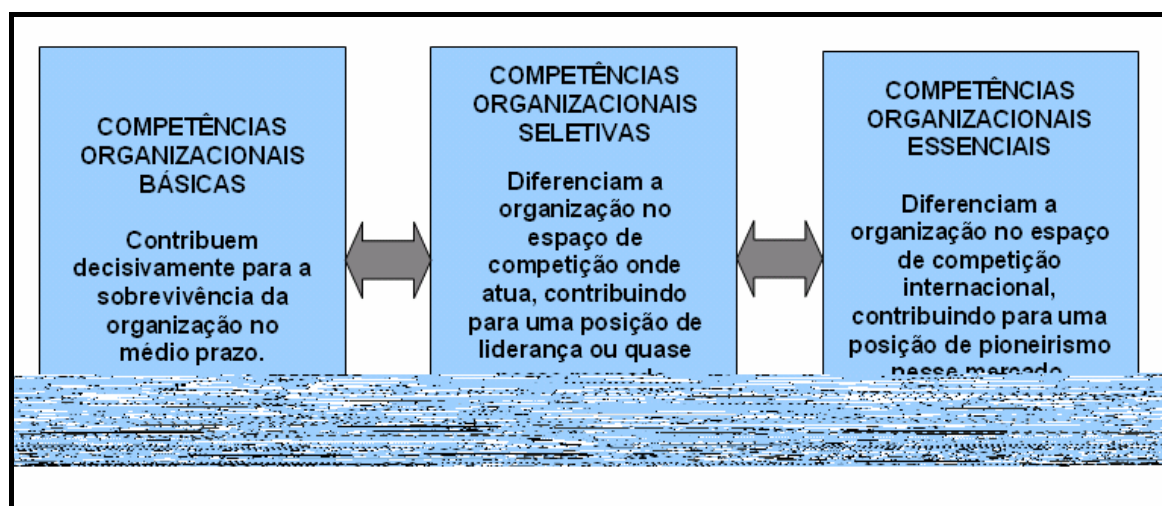 COMPETÊNCIAS
ORGANIZACIONAIS
BÁSICAS
Contribuem
decisivamente para a
sobrevivência da
organização no
médio prazo.
COMPETÊNCIAS
ORGANIZACIONAIS
SELETIVAS
Diferenciam a
organização no
espaço de
competição onde
atua, contribuindo
para uma posição de
liderança ou quase
COMPETÊNCIAS
ORGANIZACIONAIS
ESSENCIAIS
Diferenciam a
organização no espaço
de competição
internacional,
contribuindo para uma
posição de pioneirismo
nesse mercado